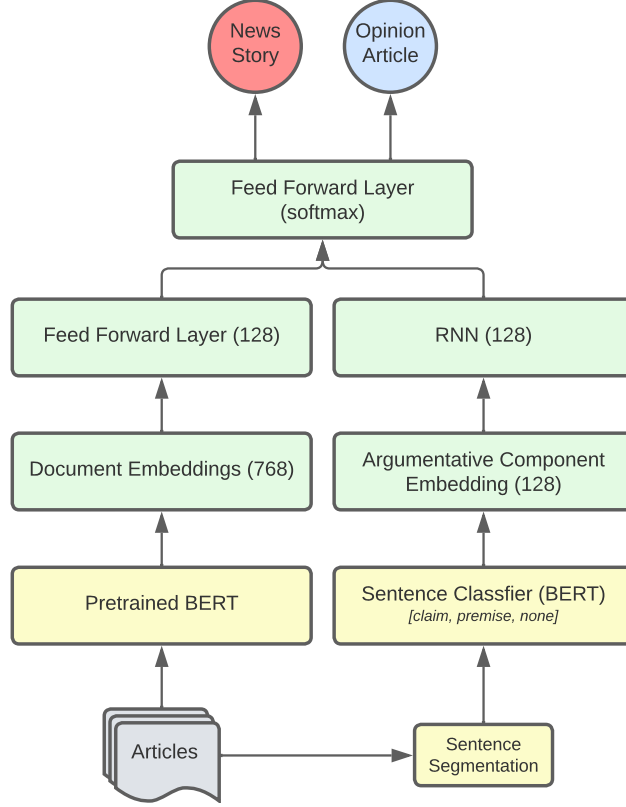 News
Story
Opinion
Article
Feed Forward Layer
(softmax)
Feed Forward Layer (128)
RNN (128)
Document Embeddings (768)
Argumentative Component
Embedding (128)
Pretrained BERT
Sentence Classfier (BERT)
[claim, premise, none]
Articles
Sentence
Segmentation